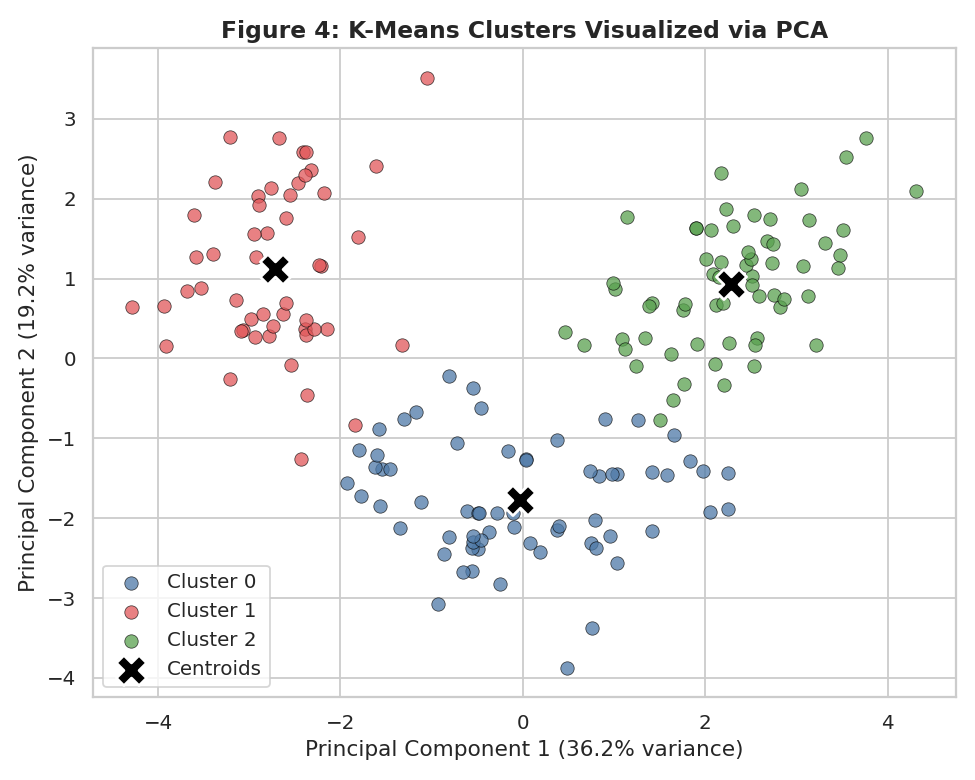 Figure 4: K-Means Clusters Visualized via PCA
Principal Component 2 (19.2% variance)
3
2
1
0
−1
−2
−3
−4
Cluster 0
Cluster 1
Cluster 2
Centroids
−4
−2
0
2
4
Principal Component 1 (36.2% variance)